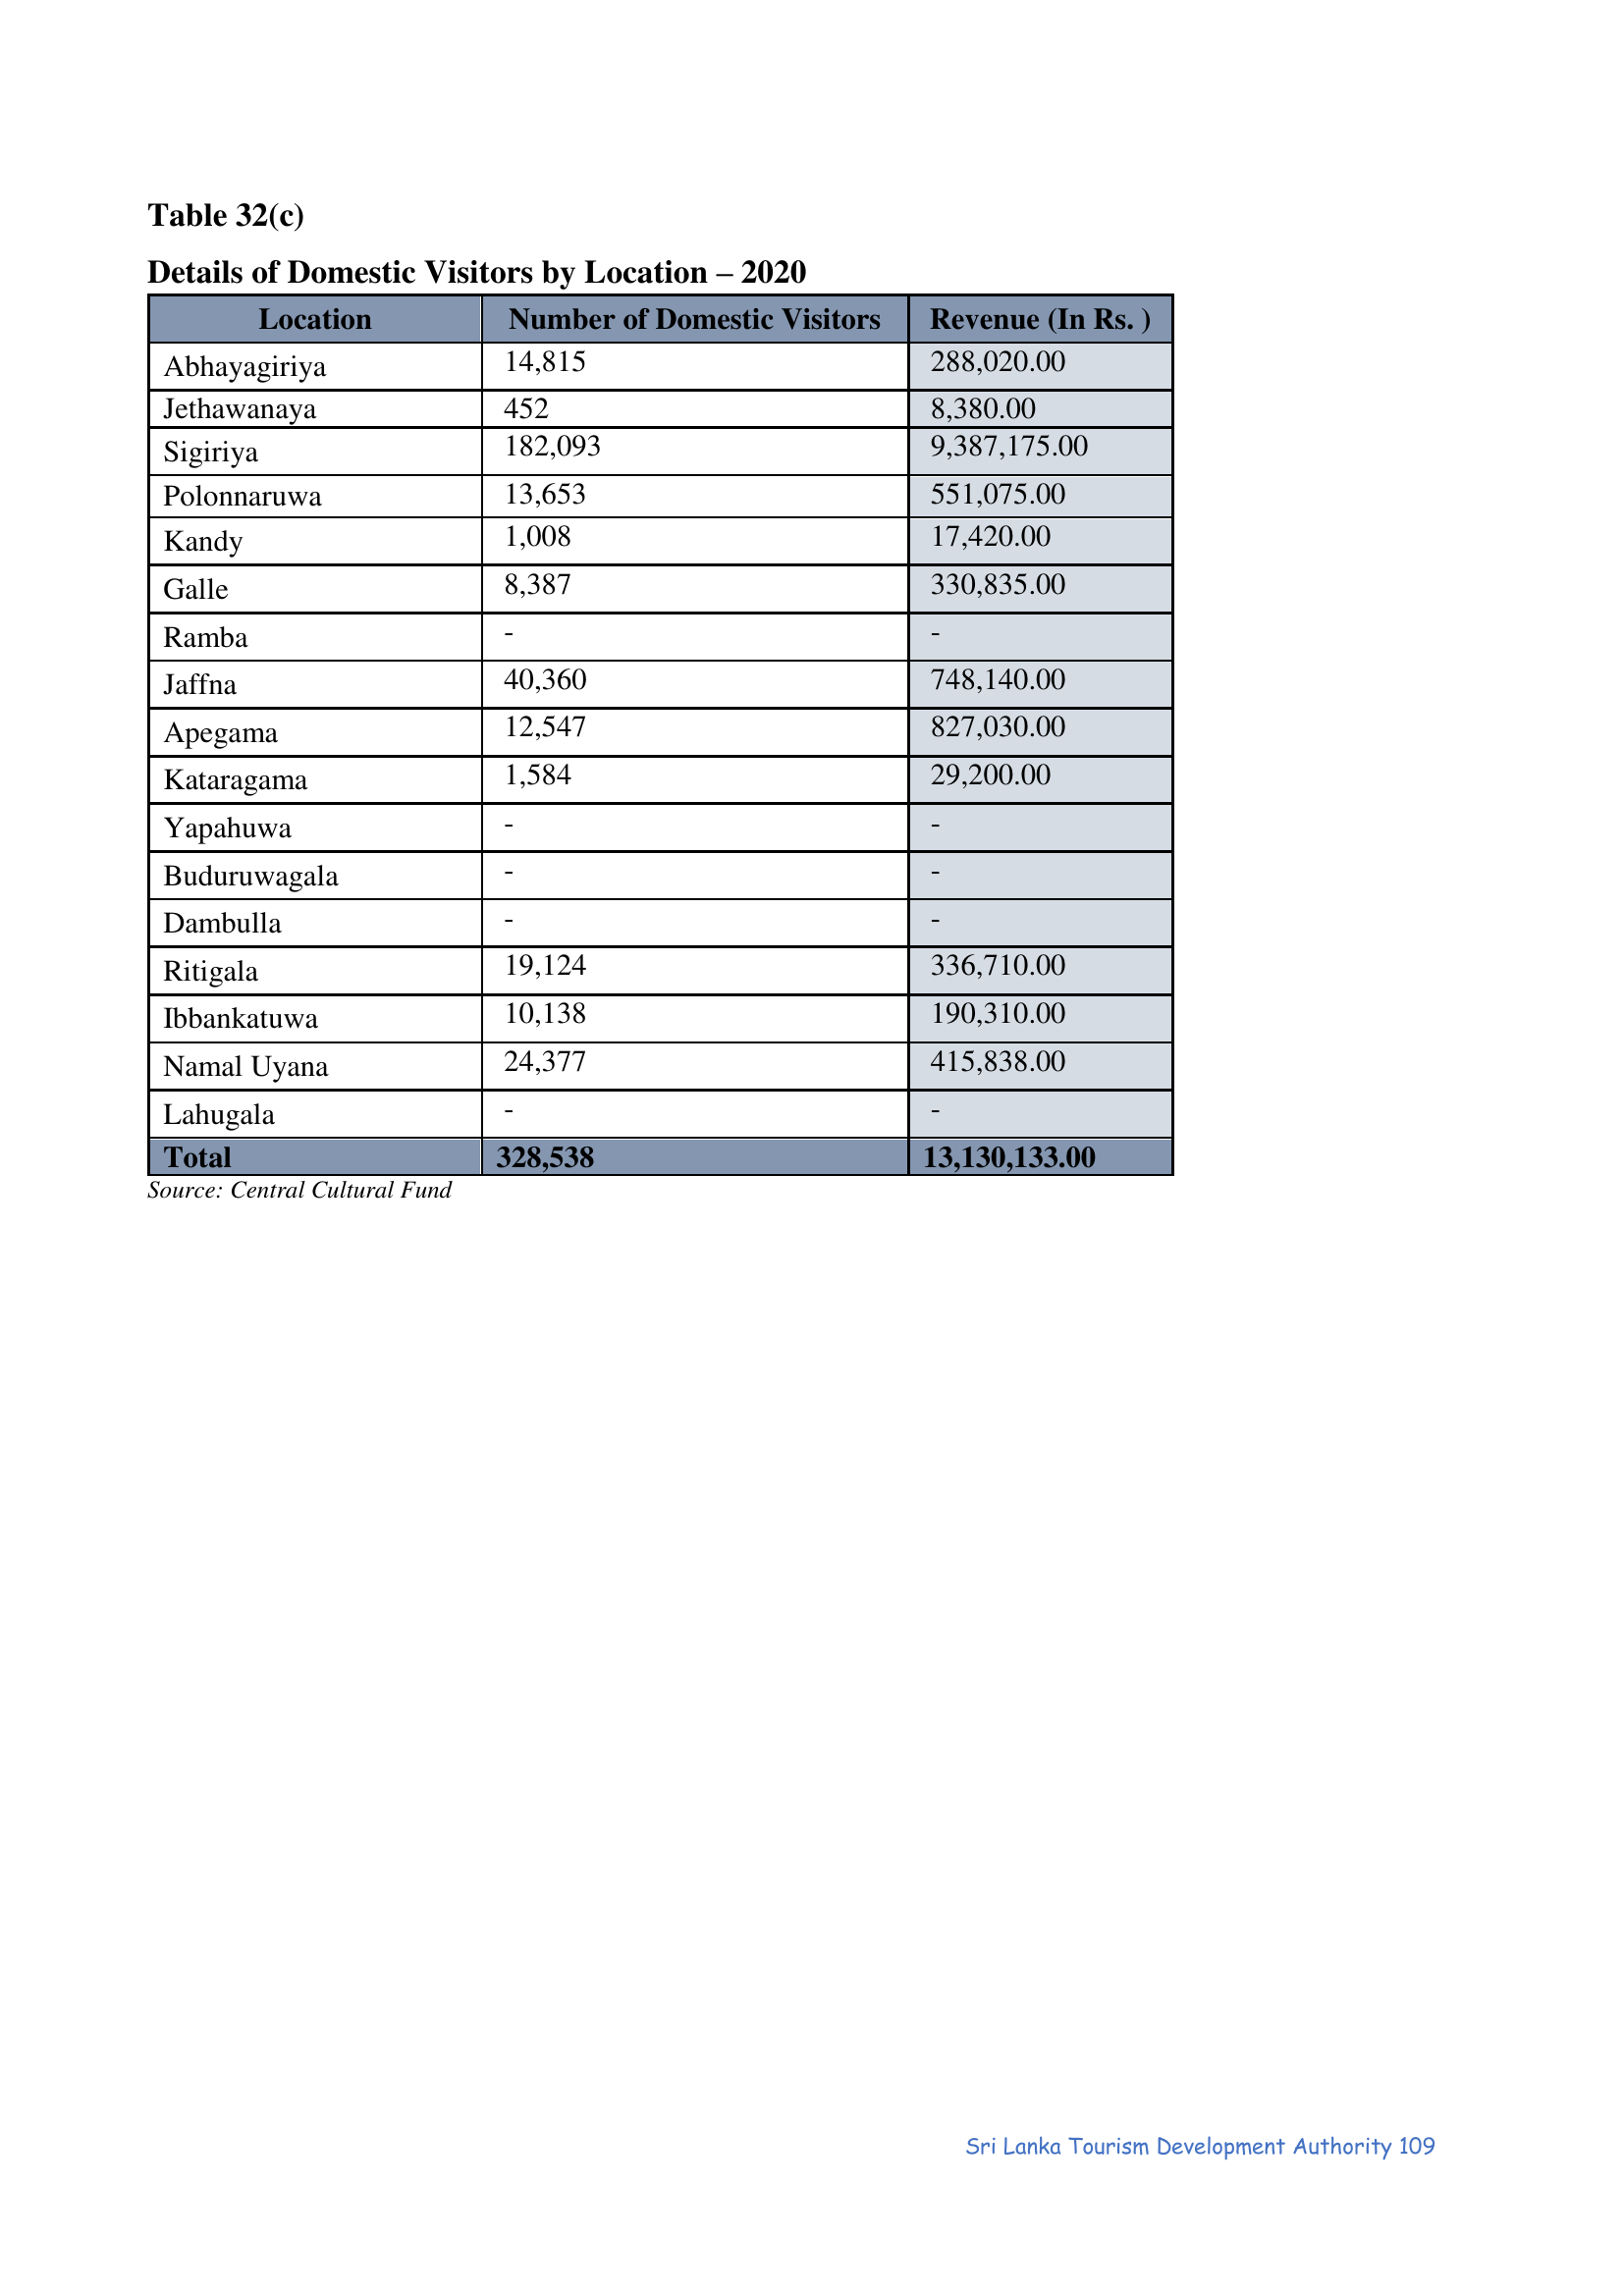 Table 32(c)
Details of Domestic Visitors by Location – 2020
Location Number of Domestic Visitors Revenue (In Rs. )
Abhayagiriya 14,815 288,020.00
Jethawanaya 452 8,380.00
Sigiriya 182,093 9,387,175.00
Polonnaruwa 13,653 551,075.00
Kandy 1,008 17,420.00
Galle 8,387 330,835.00
Ramba - -
Jaffna 40,360 748,140.00
Apegama 12,547 827,030.00
Kataragama 1,584 29,200.00
Yapahuwa - -
Buduruwagala - -
Dambulla - -
Ritigala 19,124 336,710.00
Ibbankatuwa 10,138 190,310.00
Namal Uyana 24,377 415,838.00
Lahugala - -
Total 328,538 13,130,133.00
Source: Central Cultural Fund
Sri Lanka Tourism Development Authority 109